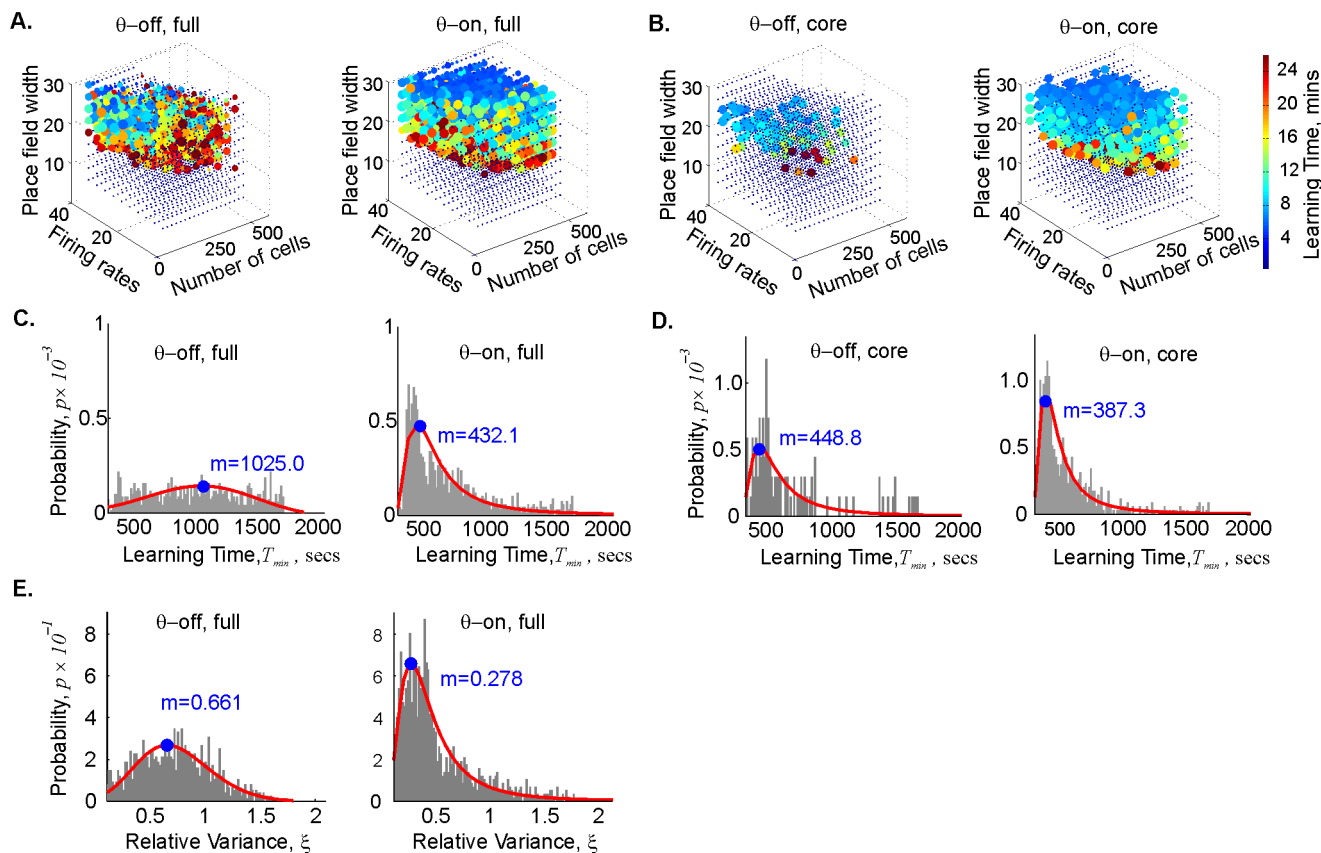 A.
θ−off, full
θ−on, full
B.
θ−off, core
θ−on, core
Place field width
30
20
10
40
20
0
Firing rates
250
500
Number of cells
Place field width
30
20
10
40
20
0
Firing rates
250
500
Number of cells
Place field width
30
20
10
40
20
0
Firing rates
250
500
Number of cells
Place field width
30
20
10
40
20
0
Firing rates
250
500
Number of cells
24
20
16
12
8
4
Learning Time, mins
C.
Probability, p× 10⁻³
1
0.5
0
θ−off, full
m=1025.0
500 1000 1500 2000
Learning Time, Tmin , secs
1
0.5
0
θ−on, full
m=432.1
500 1000 1500 2000
Learning Time, Tmin , secs
D.
Probability, p× 10⁻³
1.0
0.5
0
θ−off, core
m=448.8
500 1000 1500 2000
Learning Time, Tmin , secs
1.0
0.5
0
θ−on, core
m=387.3
500 1000 1500 2000
Learning Time, Tmin , secs
E.
Probability, p × 10⁻¹
8
6
4
2
0
θ−off, full
m=0.661
0.5 1 1.5 2
Relative Variance, ξ
8
6
4
2
0
θ−on, full
m=0.278
0.5 1 1.5 2
Relative Variance, ξ